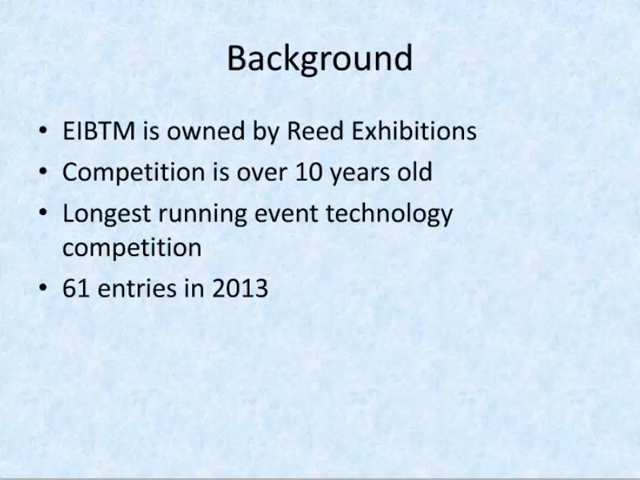 Background
• EIBTM is owned by Reed Exhibitions
• Competition is over 10 years old
• Longest running event technology
competition
• 61 entries in 2013